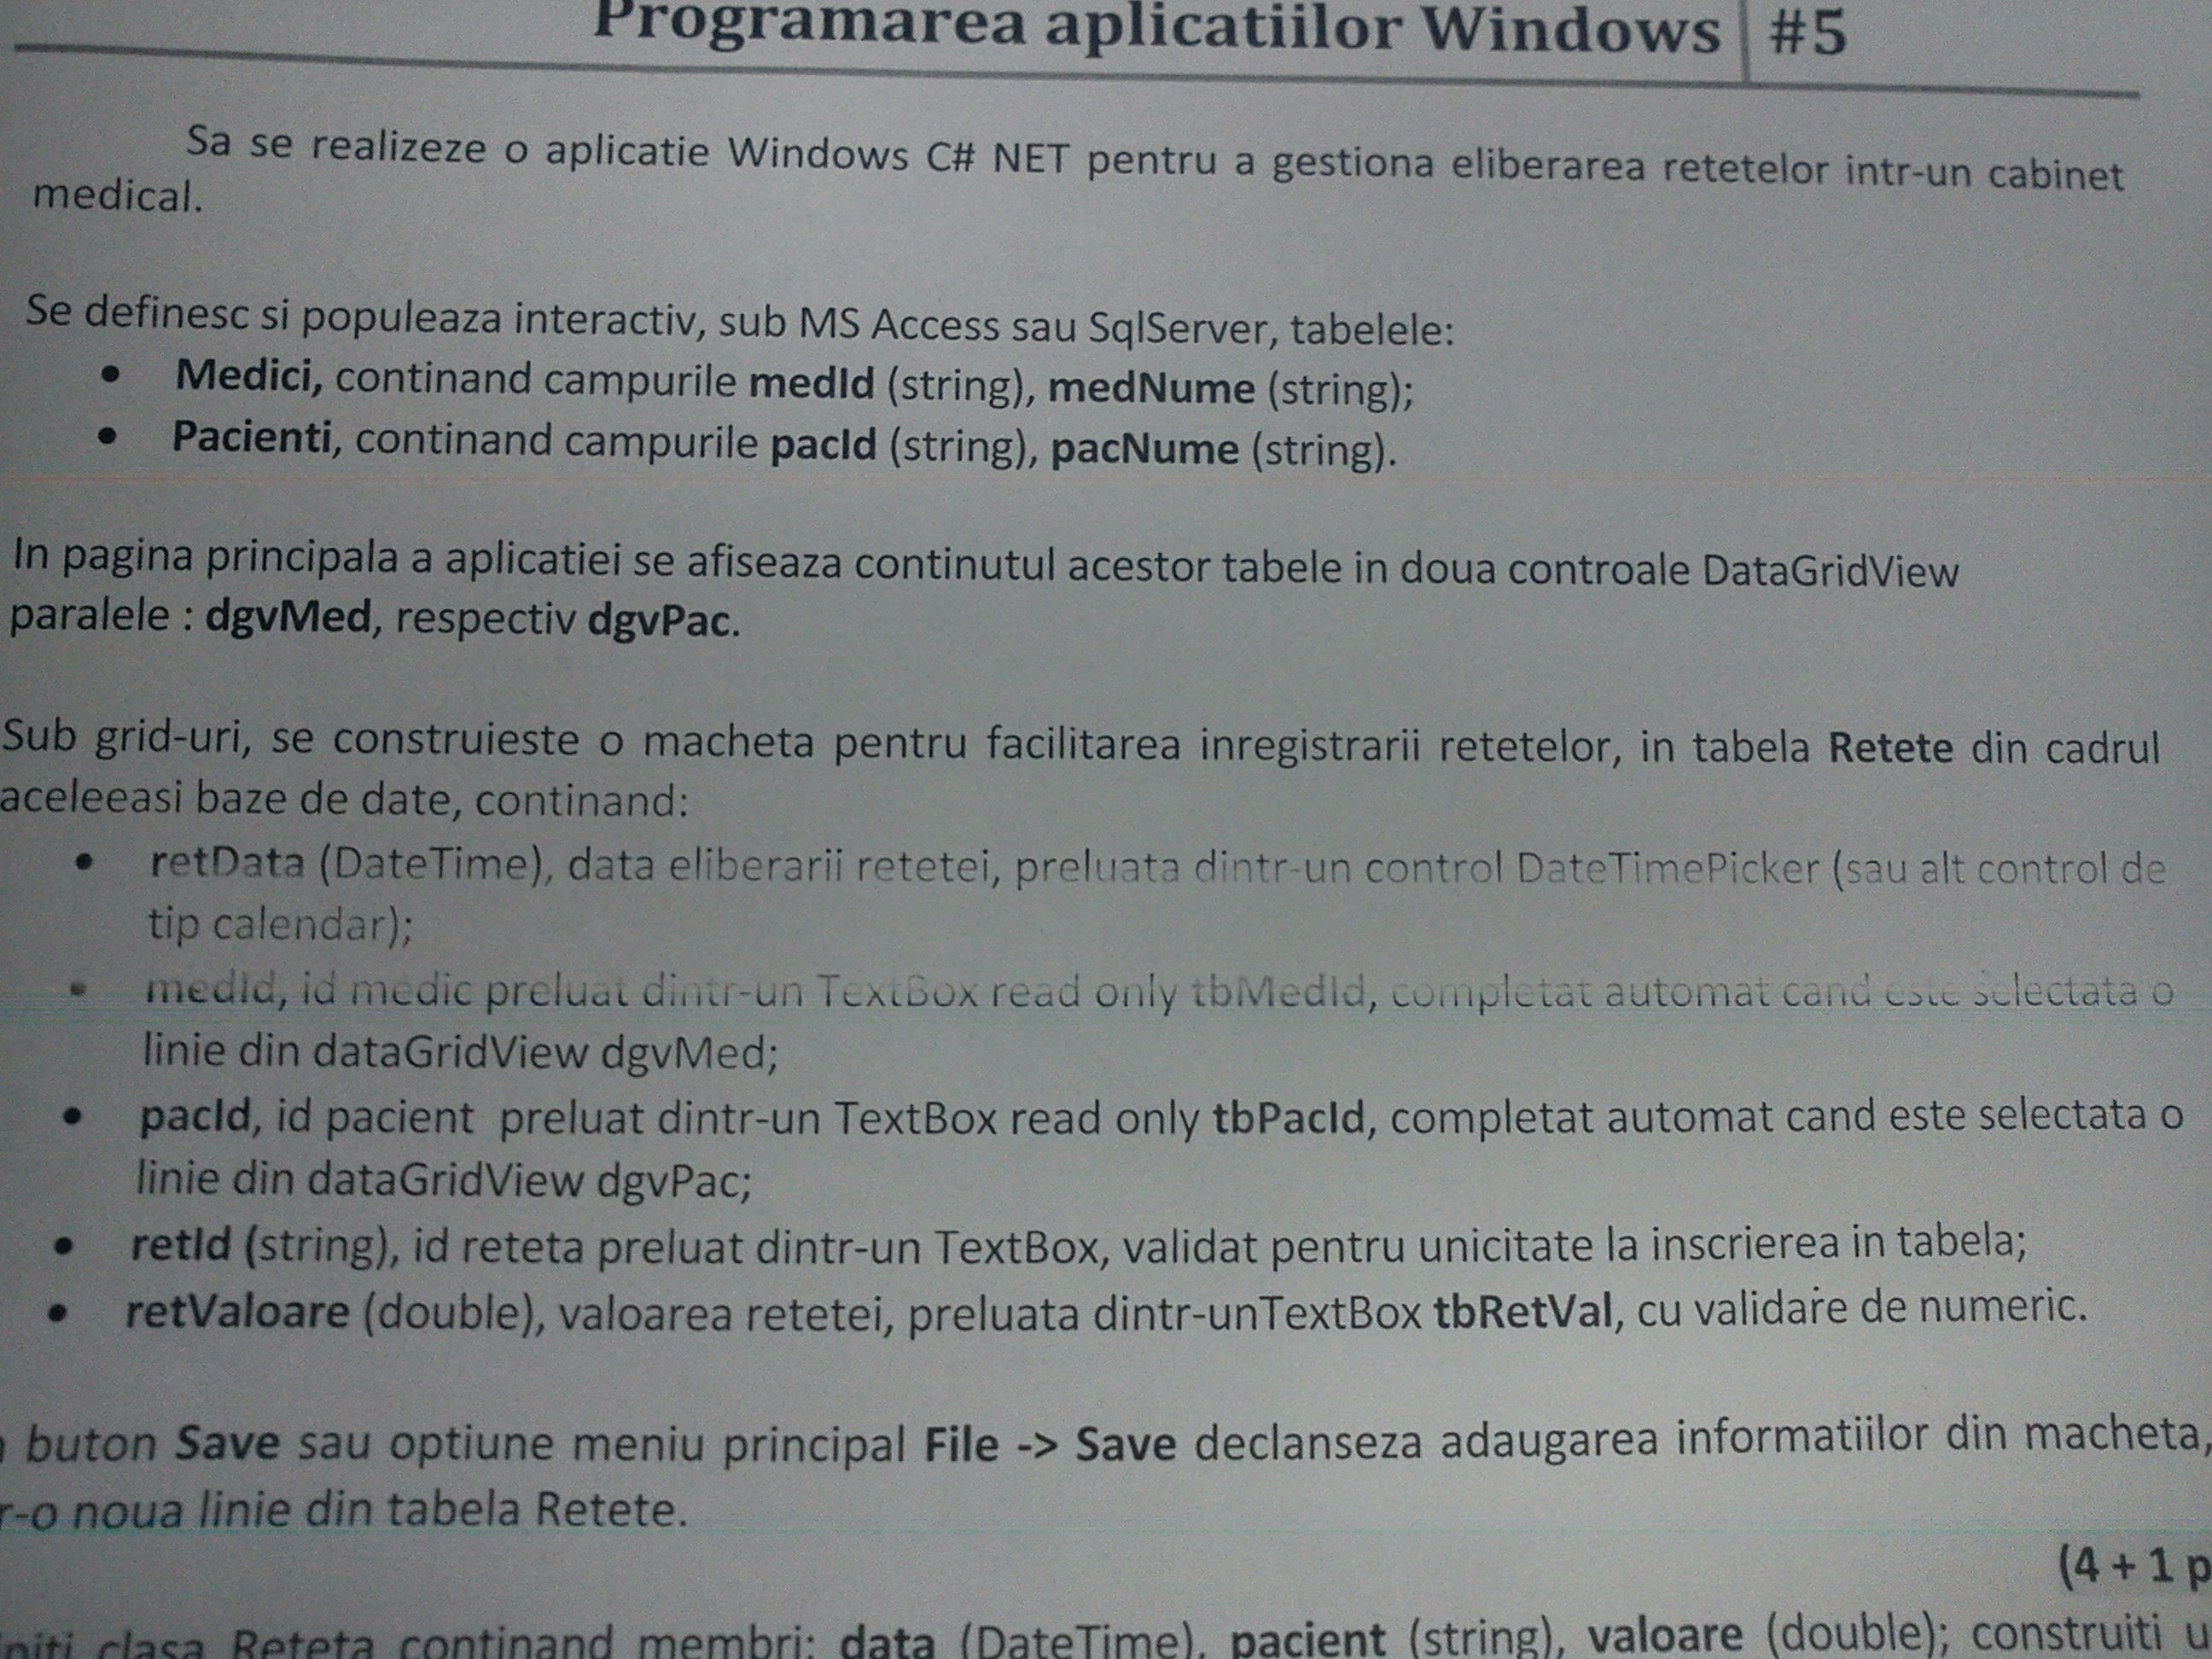 Programarea aplicatiilor Windows | #5
Sa se realizeze o aplicatie Windows C# NET pentru a gestiona eliberarea retetelor intr-un cabinet
medical.
Se definesc si populeaza interactiv, sub MS Access sau SqlServer, tabelele:
• Medici, continand campurile medId (string), medNume (string);
• Pacienti, continand campurile pacId (string), pacNume (string).
In pagina principala a aplicatiei se afiseaza continutul acestor tabele in doua controale DataGridView
paralele : dgvMed, respectiv dgvPac.
Sub grid-uri, se construieste o macheta pentru facilitarea inregistrarii retetelor, in tabela Retete din cadrul
aceleeasi baze de date, continand:
• retData (DateTime), data eliberarii retetei, preluata dintr-un control DateTimePicker (sau alt control de
tip calendar);
• medId, id medic preluat dintr-un TextBox read only tbMedId, completat automat cand este selectata o
linie din dataGridView dgvMed;
• pacId, id pacient preluat dintr-un TextBox read only tbPacId, completat automat cand este selectata o
linie din dataGridView dgvPac;
• retId (string), id reteta preluat dintr-un TextBox, validat pentru unicitate la inscrierea in tabela;
• retValoare (double), valoarea retetei, preluata dintr-unTextBox tbRetVal, cu validare de numeric.
buton Save sau optiune meniu principal File -> Save declanseza adaugarea informatiilor din macheta,
r-o noua linie din tabela Retete.
(4 + 1 p
initi clasa Reteta continand membri: data (DateTime), pacient (string), valoare (double); construiti u